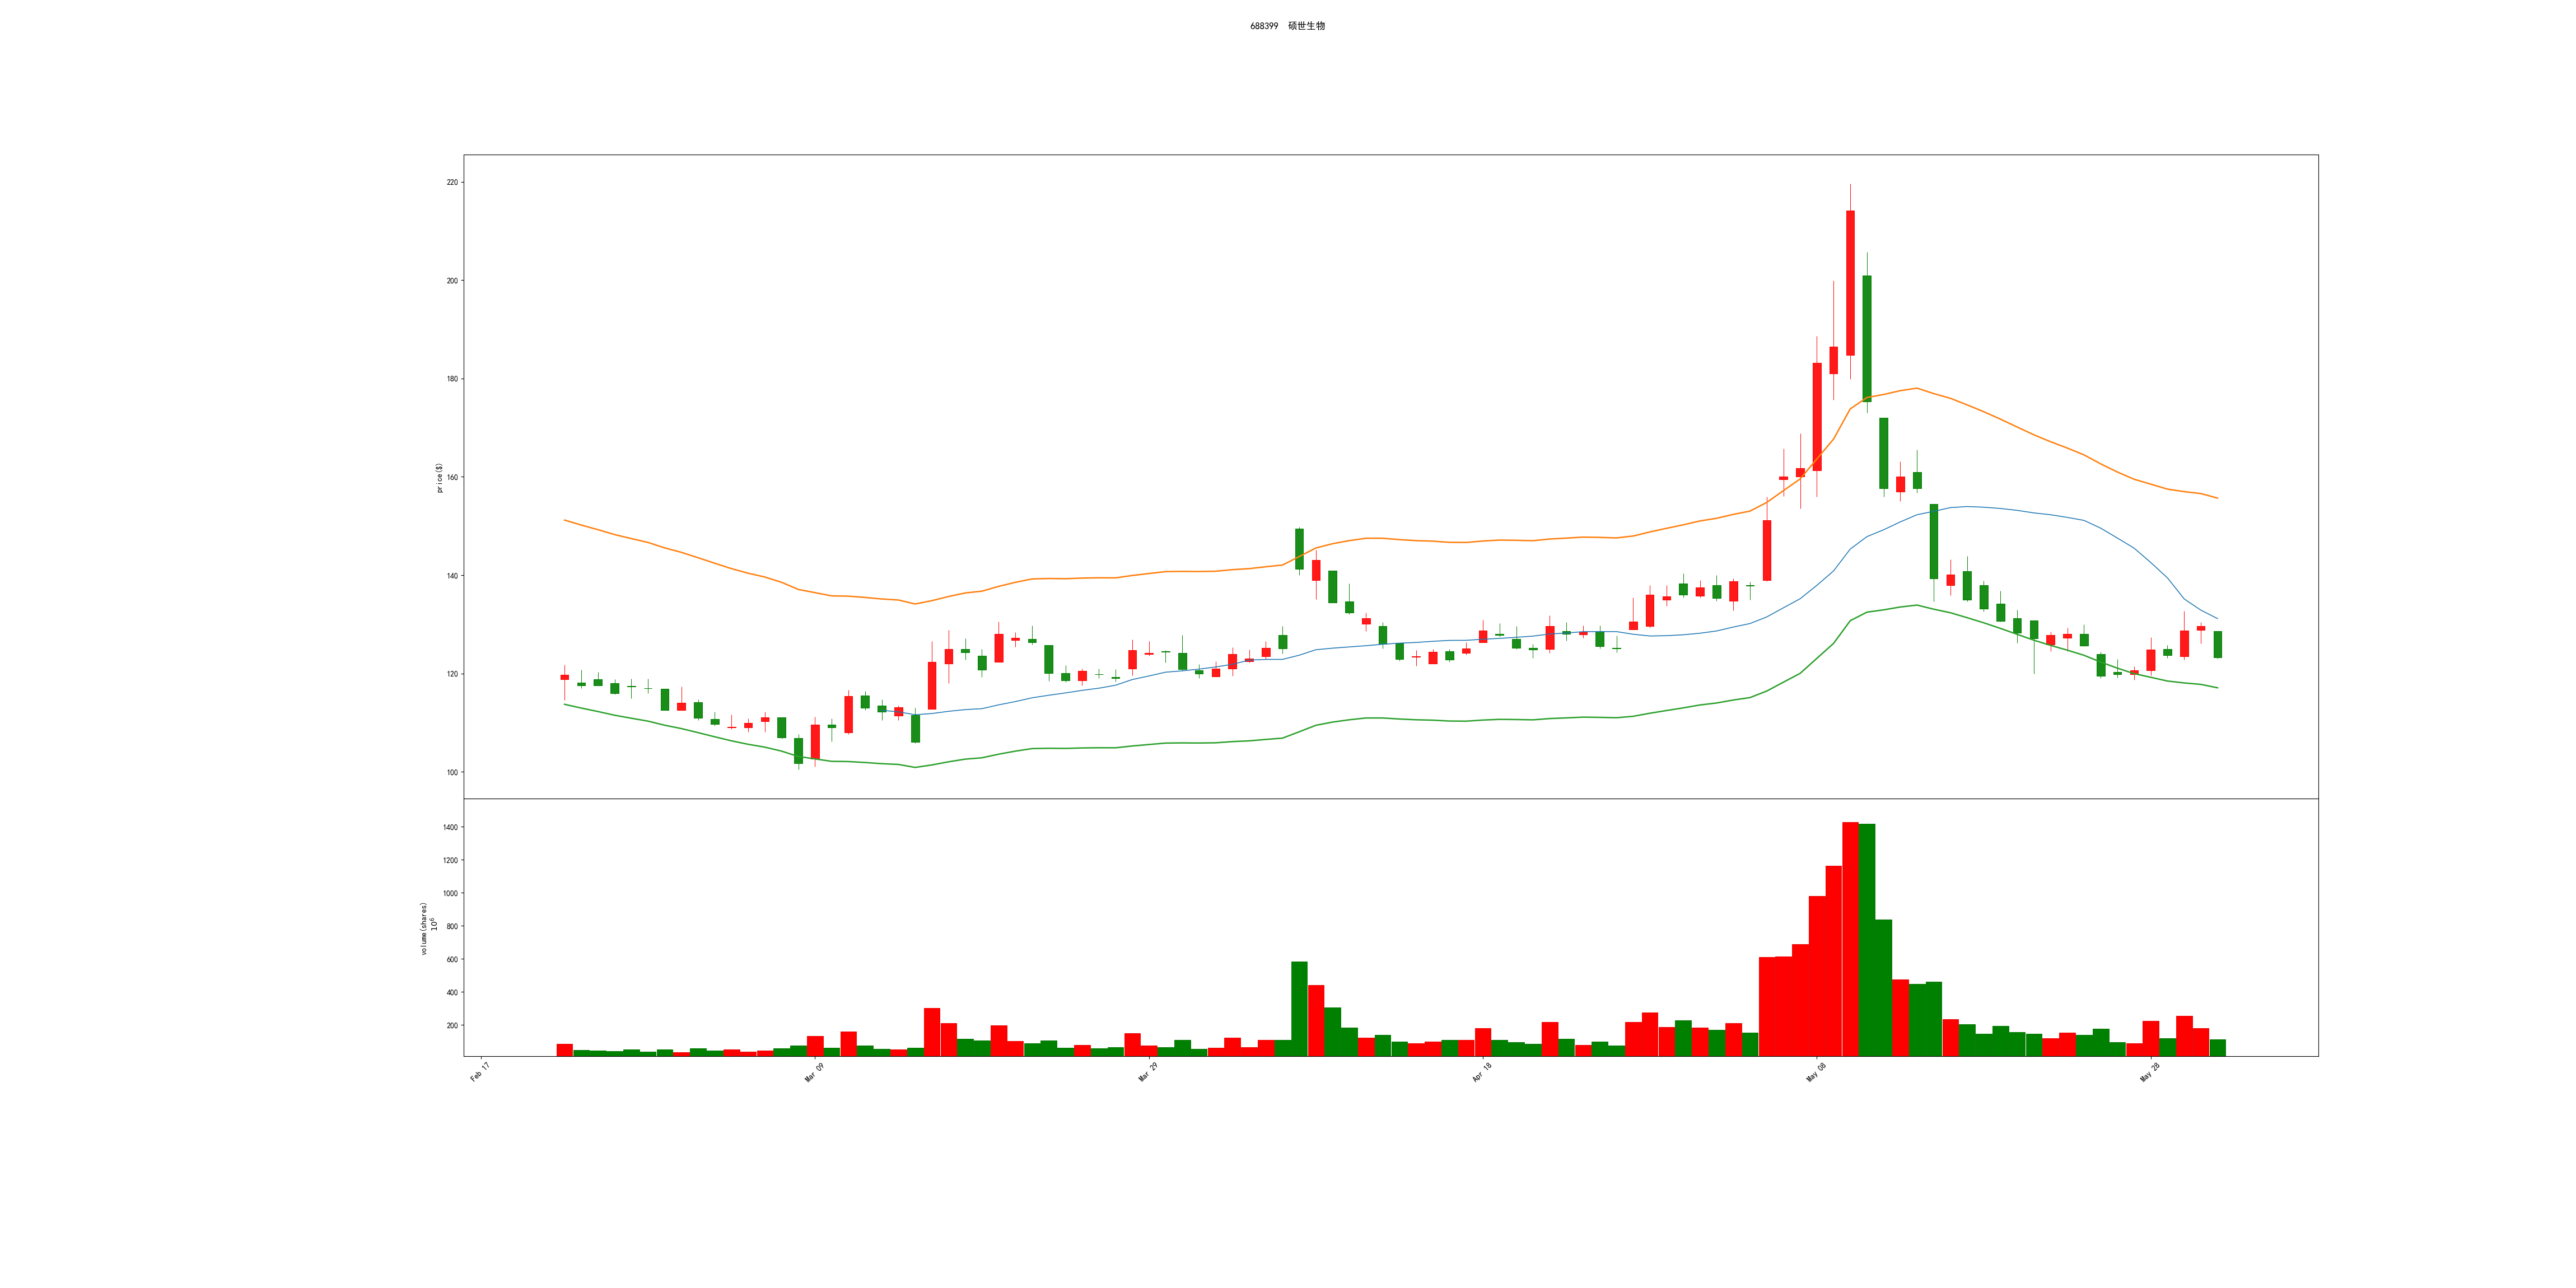 688399 硕世生物
220
200
180
160
140
120
100
price($)
1400
1200
1000
800
600
400
200
volume(shares)
10⁶
Feb 17
Mar 09
Mar 29
Apr 18
May 08
May 28